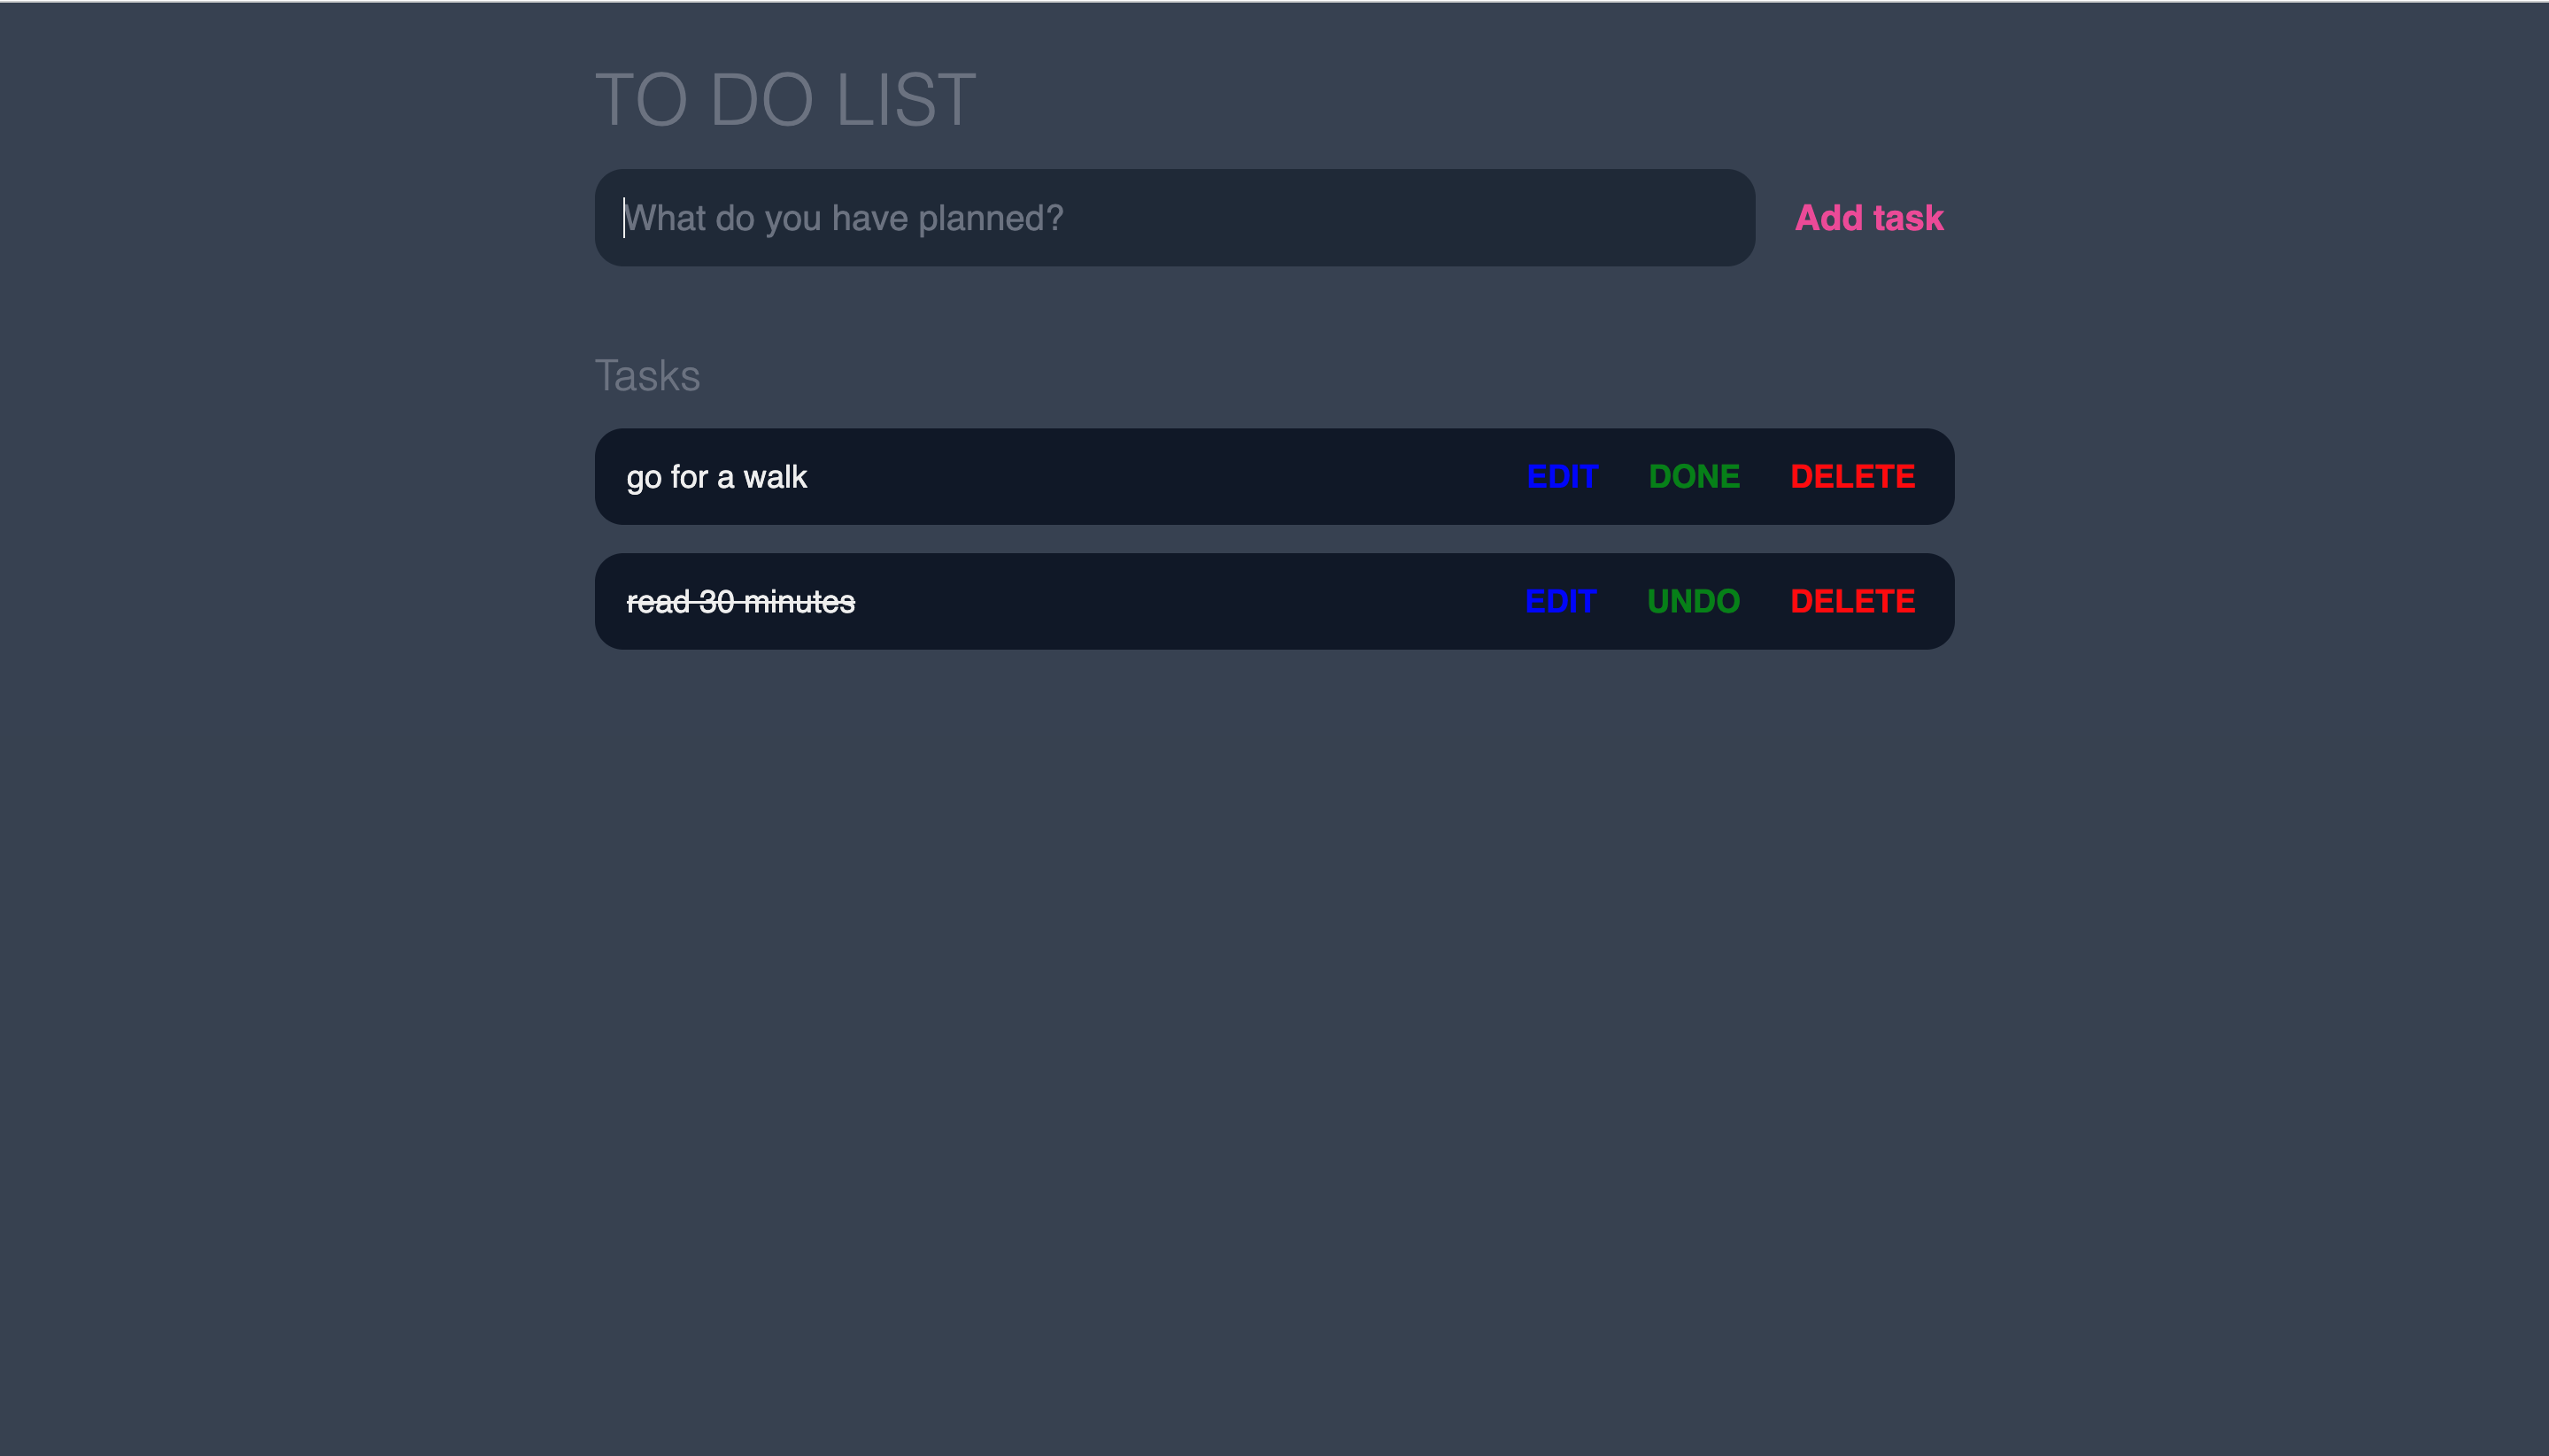 TO DO LIST
What do you have planned? Add task
Tasks
go for a walk EDIT DONE DELETE
read 30 minutes EDIT UNDO DELETE